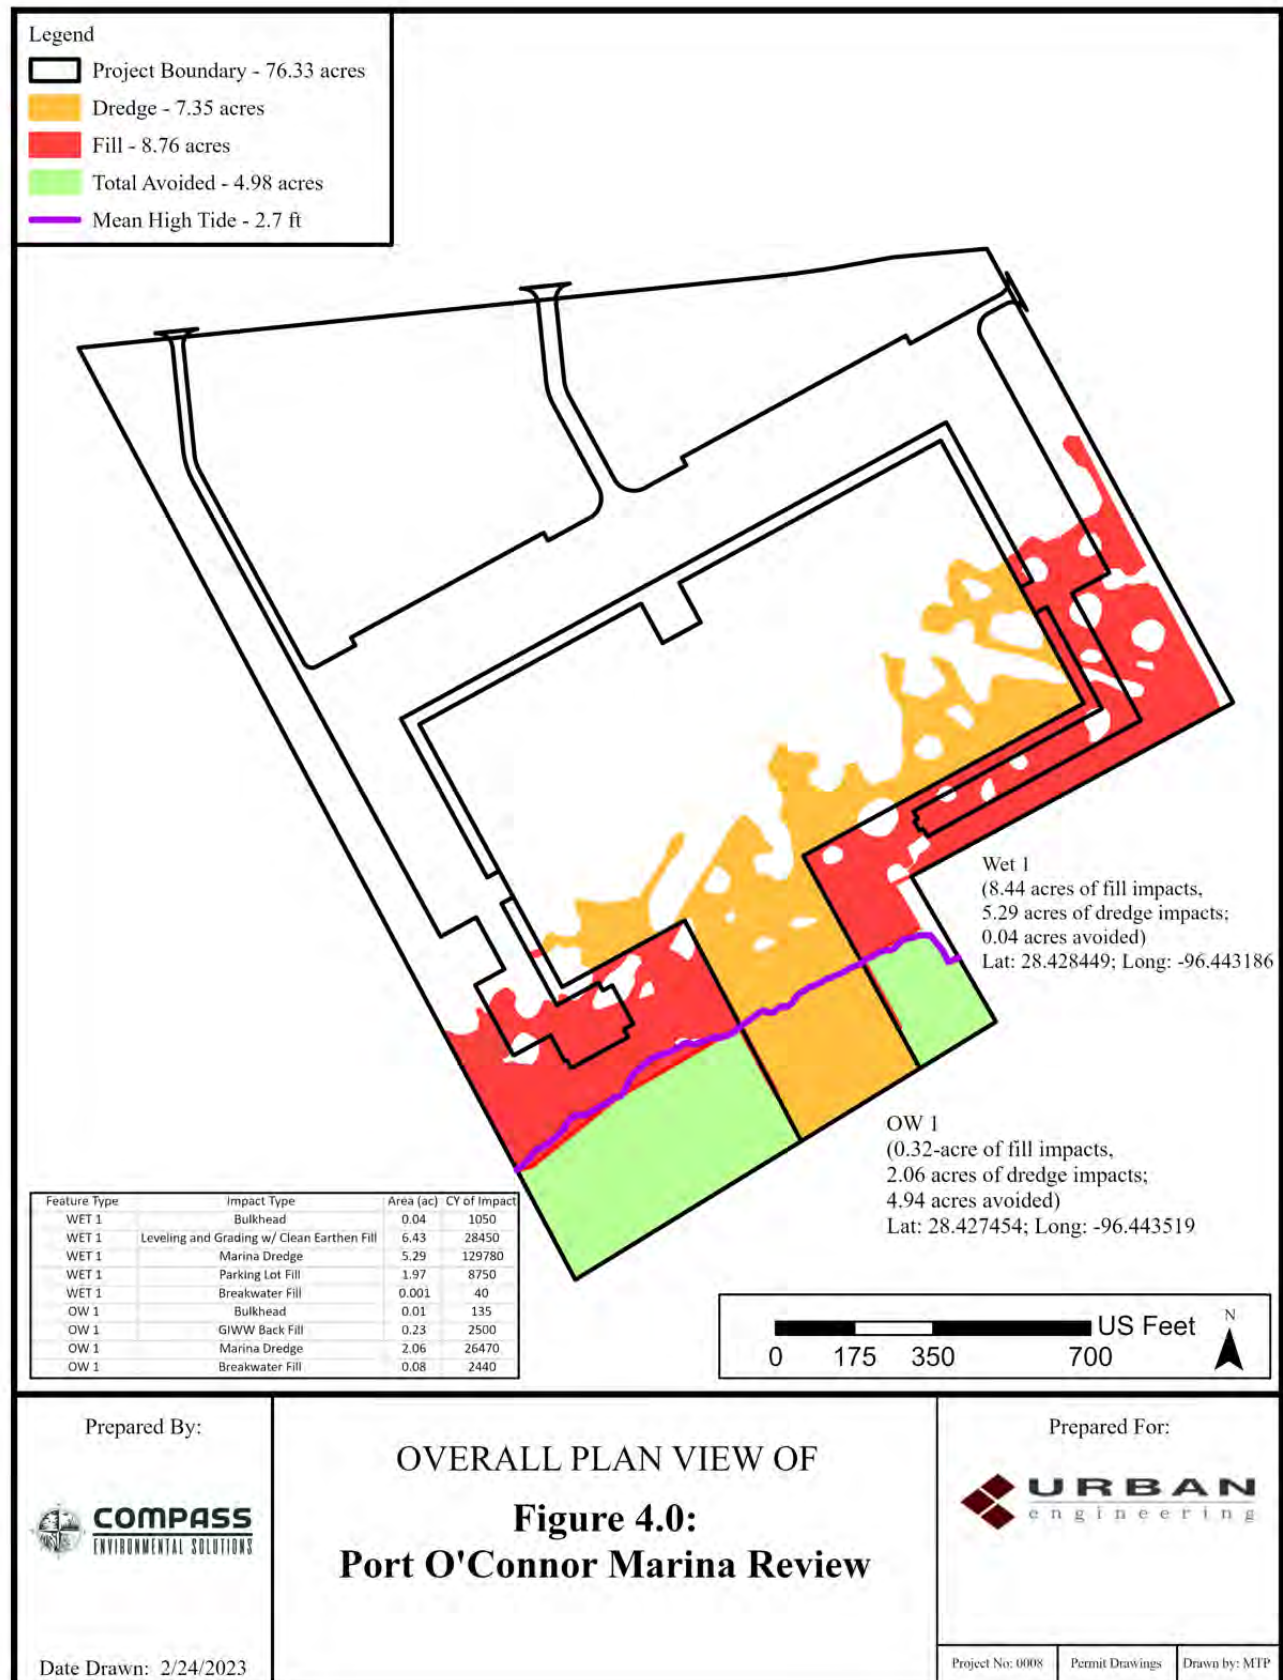 Legend
Project Boundary - 76.33 acres
Dredge - 7.35 acres
Fill - 8.76 acres
Total Avoided - 4.98 acres
Mean High Tide - 2.7 ft
Wet 1
(8.44 acres of fill impacts,
5.29 acres of dredge impacts;
0.04 acres avoided)
Lat: 28.428449; Long: -96.443186
OW 1
(0.32-acre of fill impacts,
2.06 acres of dredge impacts;
4.94 acres avoided)
Lat: 28.427454; Long: -96.443519
Feature Type Impact Type Area (ac) CY of Impact
WET 1 Bulkhead 0.04 1050
WET 1 Leveling and Grading w/ Clean Earthen Fill 6.43 28450
WET 1 Marina Dredge 5.29 129780
WET 1 Parking Lot Fill 1.97 8750
WET 1 Breakwater Fill 0.001 40
OW 1 Bulkhead 0.01 135
OW 1 GIWW Back Fill 0.23 2500
OW 1 Marina Dredge 2.06 26470
OW 1 Breakwater Fill 0.08 2440
US Feet
0 175 350 700
N
Prepared By:
COMPASS
ENVIRONMENTAL SOLUTIONS
Date Drawn: 2/24/2023
OVERALL PLAN VIEW OF
Figure 4.0:
Port O'Connor Marina Review
Prepared For:
URBAN
engineering
Project No: 0008 Permit Drawings Drawn by: MTP